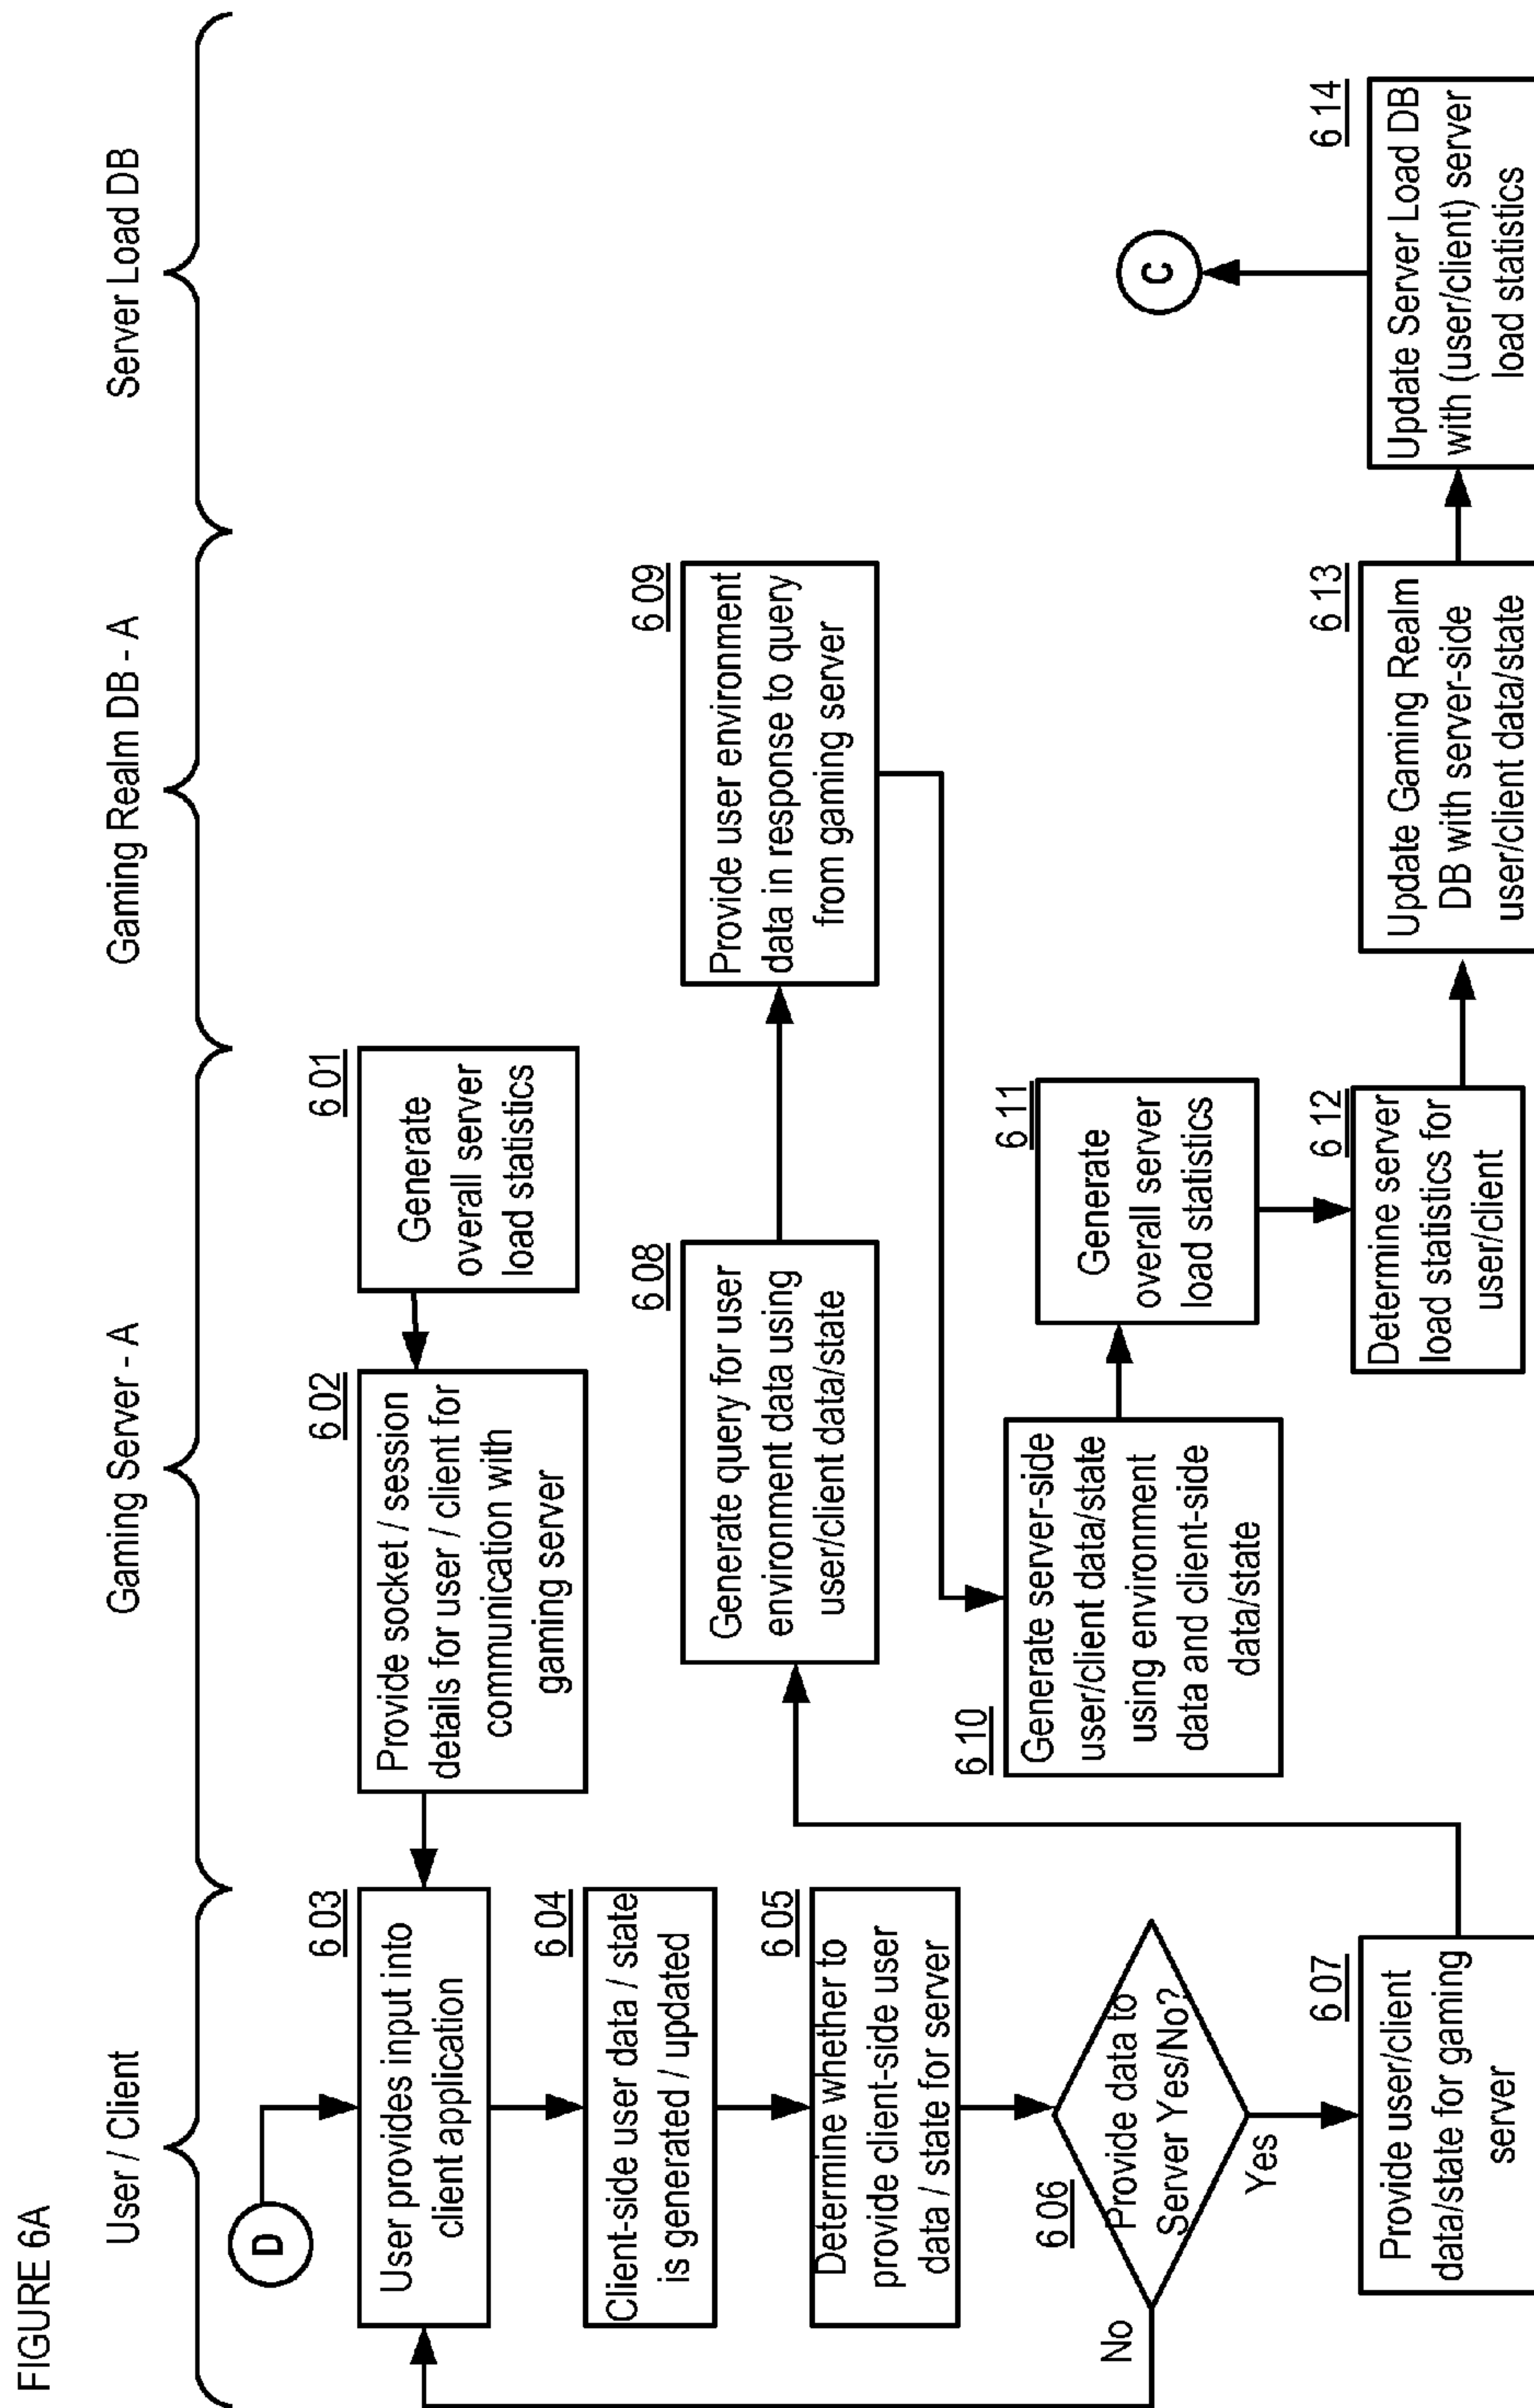 FIGURE 6A
User / Client
Gaming Server - A
Gaming Realm DB - A
Server Load DB
D
6 03
User provides input into
client application
6 02
Provide socket / session
details for user / client for
communication with
gaming server
6 01
Generate
overall server
load statistics
6 04
Client-side user data / state
is generated / updated
6 05
Determine whether to
provide client-side user
data / state for server
6 06
Provide data to
Server Yes/No?
No
Yes
6 07
Provide user/client
data/state for gaming
server
6 08
Generate query for user
environment data using
user/client data/state
6 09
Provide user environment
data in response to query
from gaming server
6 10
Generate server-side
user/client data/state
using environment
data and client-side
data/state
6 11
Generate
overall server
load statistics
6 12
Determine server
load statistics for
user/client
6 13
Update Gaming Realm
DB with server-side
user/client data/state
6 14
Update Server Load DB
with (user/client) server
load statistics
C